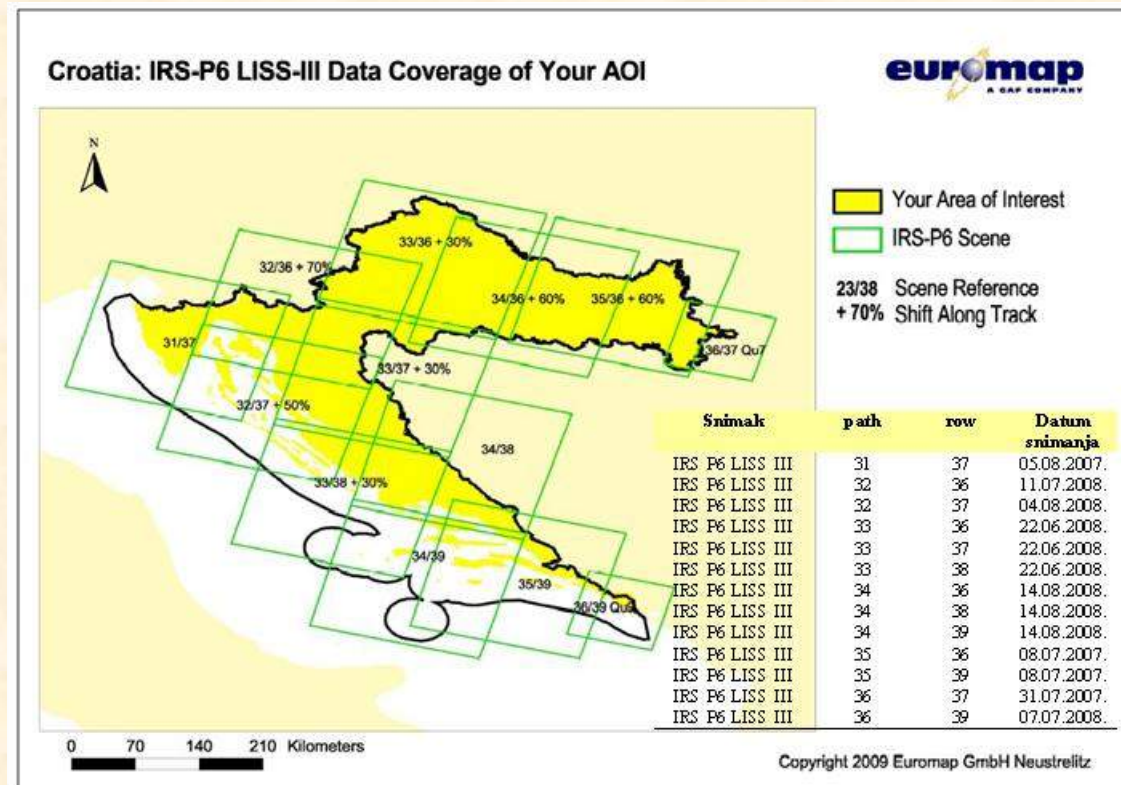 Croatia: IRS-P6 LISS-III Data Coverage of Your AOI
euromap
A GAF COMPANY
N
Your Area of Interest
IRS-P6 Scene
23/38 Scene Reference
+ 70% Shift Along Track
33/36 + 30%
32/36 + 70%
34/36 + 60%
35/36 + 60%
31/37
36/37 Qu7
33/37 + 30%
32/37 + 50%
34/38
33/38 + 30%
34/39
35/39
36/39
Snimak path row Datum snimanja
IRS P6 LISS III 31 37 05.08.2007.
IRS P6 LISS III 32 36 11.07.2008.
IRS P6 LISS III 32 37 04.08.2008.
IRS P6 LISS III 33 36 22.06.2008.
IRS P6 LISS III 33 37 22.06.2008.
IRS P6 LISS III 33 38 22.06.2008.
IRS P6 LISS III 34 36 14.08.2008.
IRS P6 LISS III 34 38 14.08.2008.
IRS P6 LISS III 34 39 14.08.2008.
IRS P6 LISS III 35 36 08.07.2007.
IRS P6 LISS III 35 39 08.07.2007.
IRS P6 LISS III 36 37 31.07.2007.
IRS P6 LISS III 36 39 07.07.2008.
0 70 140 210 Kilometers
Copyright 2009 Euromap GmbH Neustrelitz